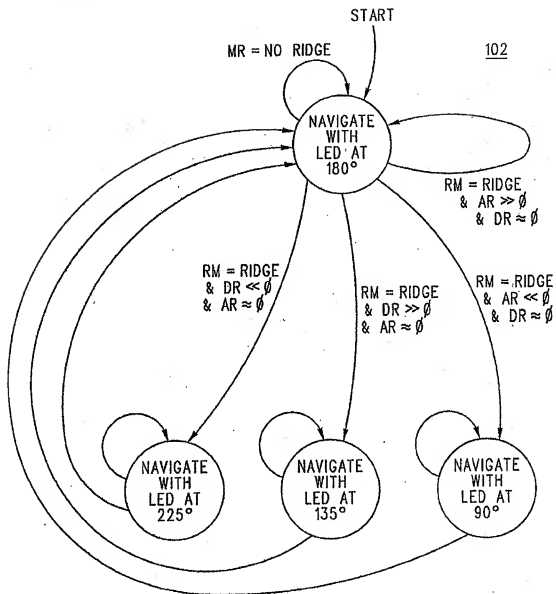 START
MR = NO RIDGE
102
NAVIGATE
WITH
LED AT
180°
RM = RIDGE
& AR ≫ ∅
& DR ≈ ∅
RM = RIDGE
& DR ≪ ∅
& AR ≈ ∅
RM = RIDGE
& DR ≫ ∅
& AR ≈ ∅
RM = RIDGE
& AR ≪ ∅
& DR ≈ ∅
NAVIGATE
WITH
LED AT
225°
NAVIGATE
WITH
LED AT
135°
NAVIGATE
WITH
LED AT
90°